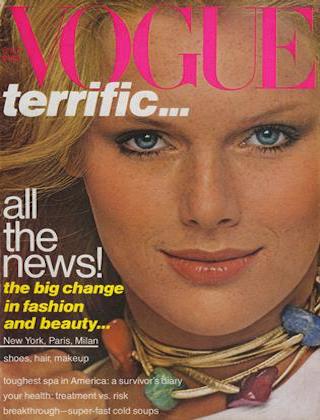 VOGUE
terrific...
all
the
news!
the big change
in fashion
and beauty...
New York, Paris, Milan
shoes, hair, makeup
toughest spa in America: a survivor's diary
your health: treatment vs. risk
breakthrough—super-fast cold soups